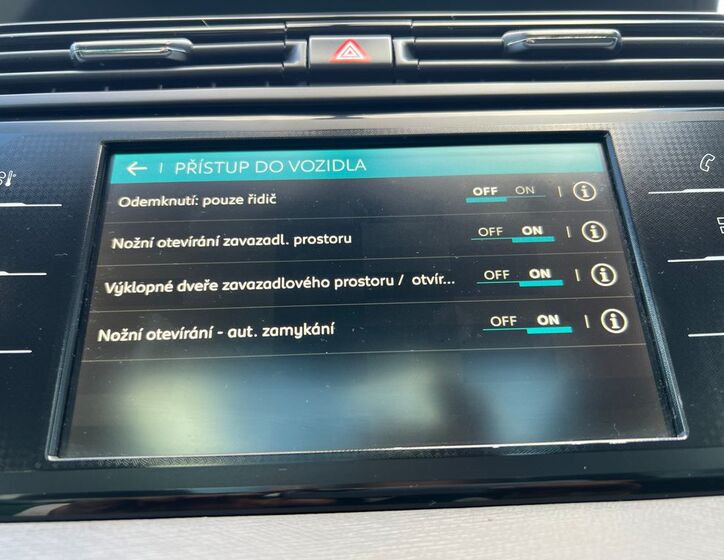 ← | PŘÍSTUP DO VOZIDLA
Odemknutí: pouze řidič OFF ON | i
Nožní otevírání zavazadl. prostoru OFF ON | i
Výklopné dveře zavazadlového prostoru / otvír... OFF ON | i
Nožní otevírání - aut. zamykání OFF ON | i